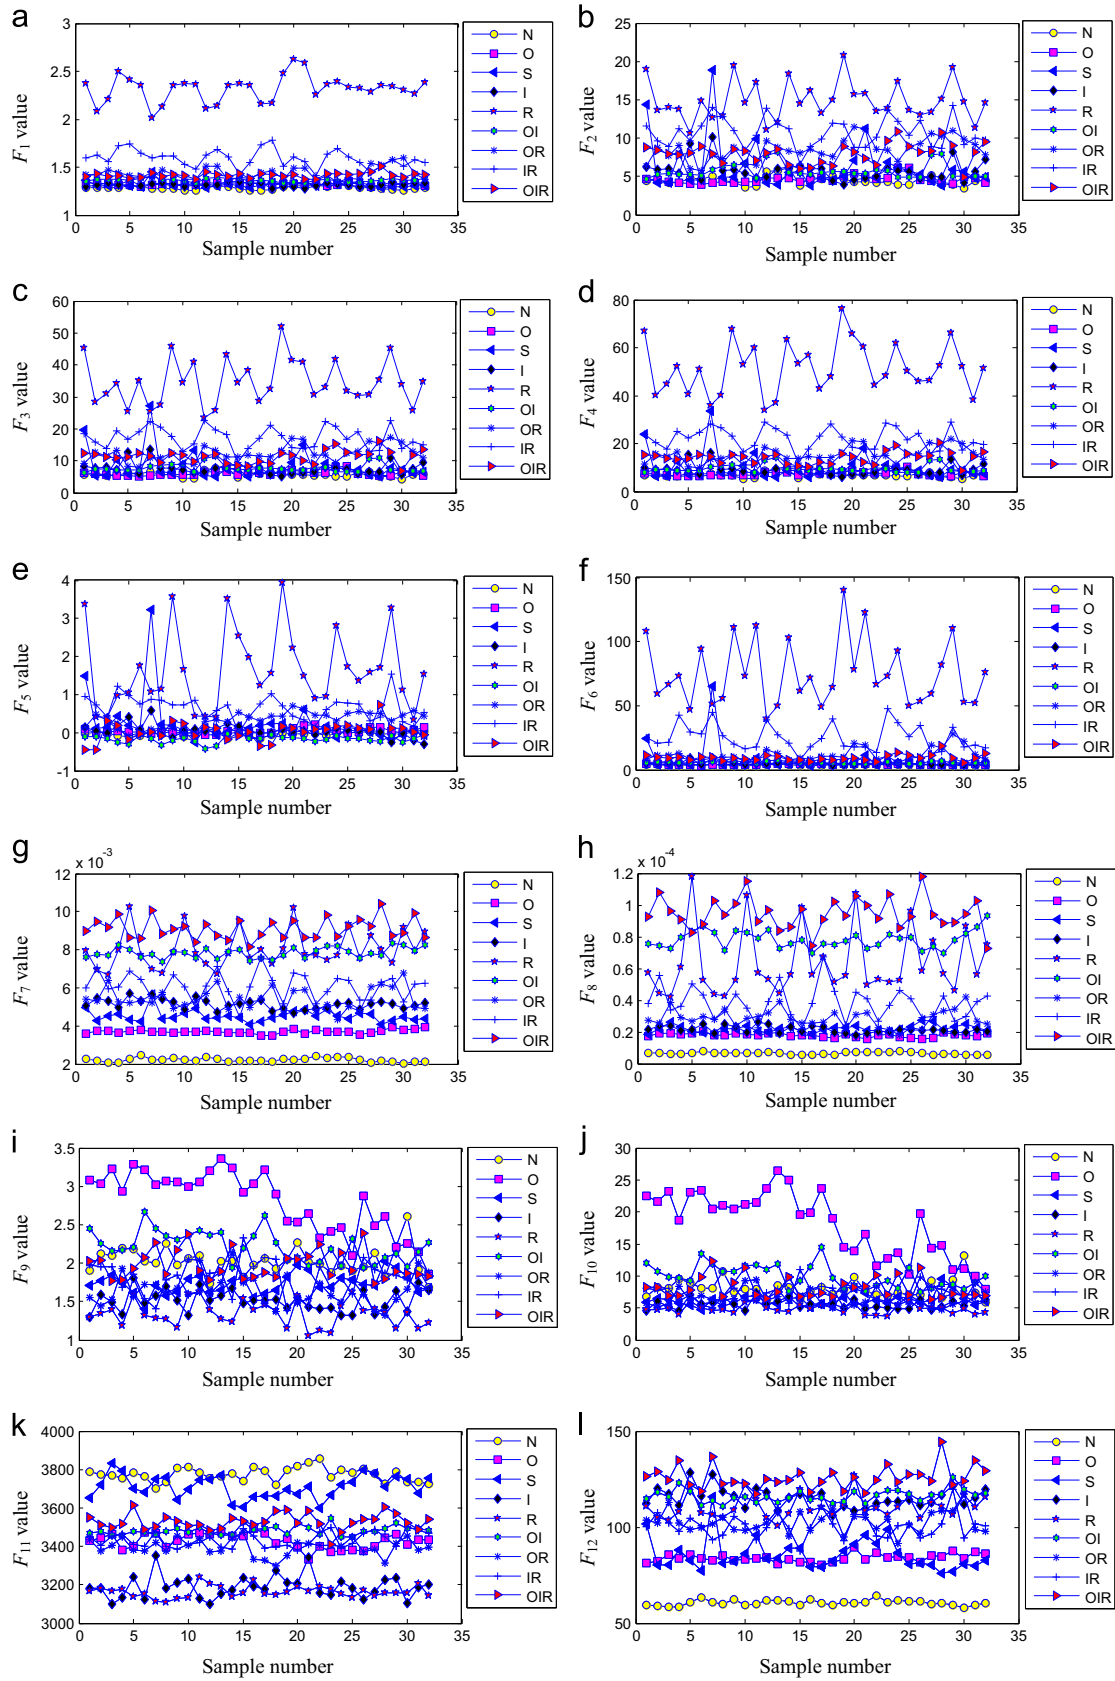 a
3
2.5
2
1.5
1
F1 value
0 5 10 15 20 25 30 35
Sample number
N
O
S
I
R
OI
OR
IR
OIR
b
25
20
15
10
5
0
F2 value
0 5 10 15 20 25 30 35
Sample number
N
O
S
I
R
OI
OR
IR
OIR
c
60
50
40
30
20
10
0
F3 value
0 5 10 15 20 25 30 35
Sample number
N
O
S
I
R
OI
OR
IR
OIR
d
80
60
40
20
0
F4 value
0 5 10 15 20 25 30 35
Sample number
N
O
S
I
R
OI
OR
IR
OIR
e
4
3
2
1
0
-1
F5 value
0 5 10 15 20 25 30 35
Sample number
N
O
S
I
R
OI
OR
IR
OIR
f
150
100
50
0
F6 value
0 5 10 15 20 25 30 35
Sample number
N
O
S
I
R
OI
OR
IR
OIR
g
x 10-3
12
10
8
6
4
2
F7 value
0 5 10 15 20 25 30 35
Sample number
N
O
S
I
R
OI
OR
IR
OIR
h
x 10-4
1.2
1
0.8
0.6
0.4
0.2
0
F8 value
0 5 10 15 20 25 30 35
Sample number
N
O
S
I
R
OI
OR
IR
OIR
i
3.5
3
2.5
2
1.5
1
F9 value
0 5 10 15 20 25 30 35
Sample number
N
O
S
I
R
OI
OR
IR
OIR
j
30
25
20
15
10
5
0
F10 value
0 5 10 15 20 25 30 35
Sample number
N
O
S
I
R
OI
OR
IR
OIR
k
4000
3800
3600
3400
3200
3000
F11 value
0 5 10 15 20 25 30 35
Sample number
N
O
S
I
R
OI
OR
IR
OIR
l
150
100
50
F12 value
0 5 10 15 20 25 30 35
Sample number
N
O
S
I
R
OI
OR
IR
OIR